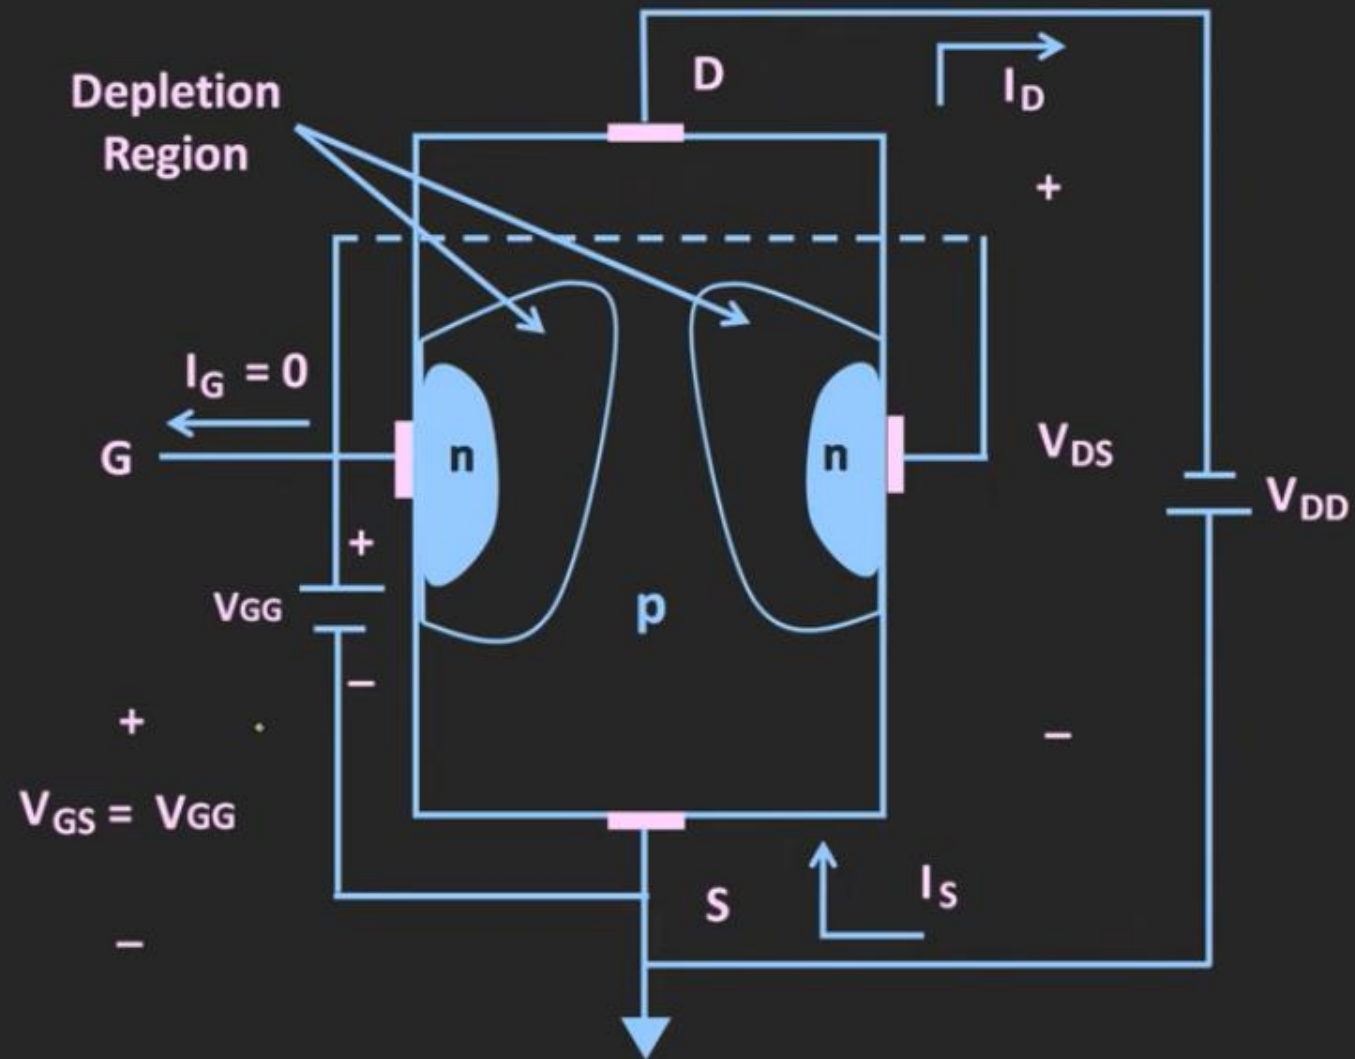 D
I_D
Depletion
Region
+
I_G = 0
G
n
n
V_DS
V_DD
+
V_GG
p
–
+
–
V_GS = V_GG
S
I_S
–